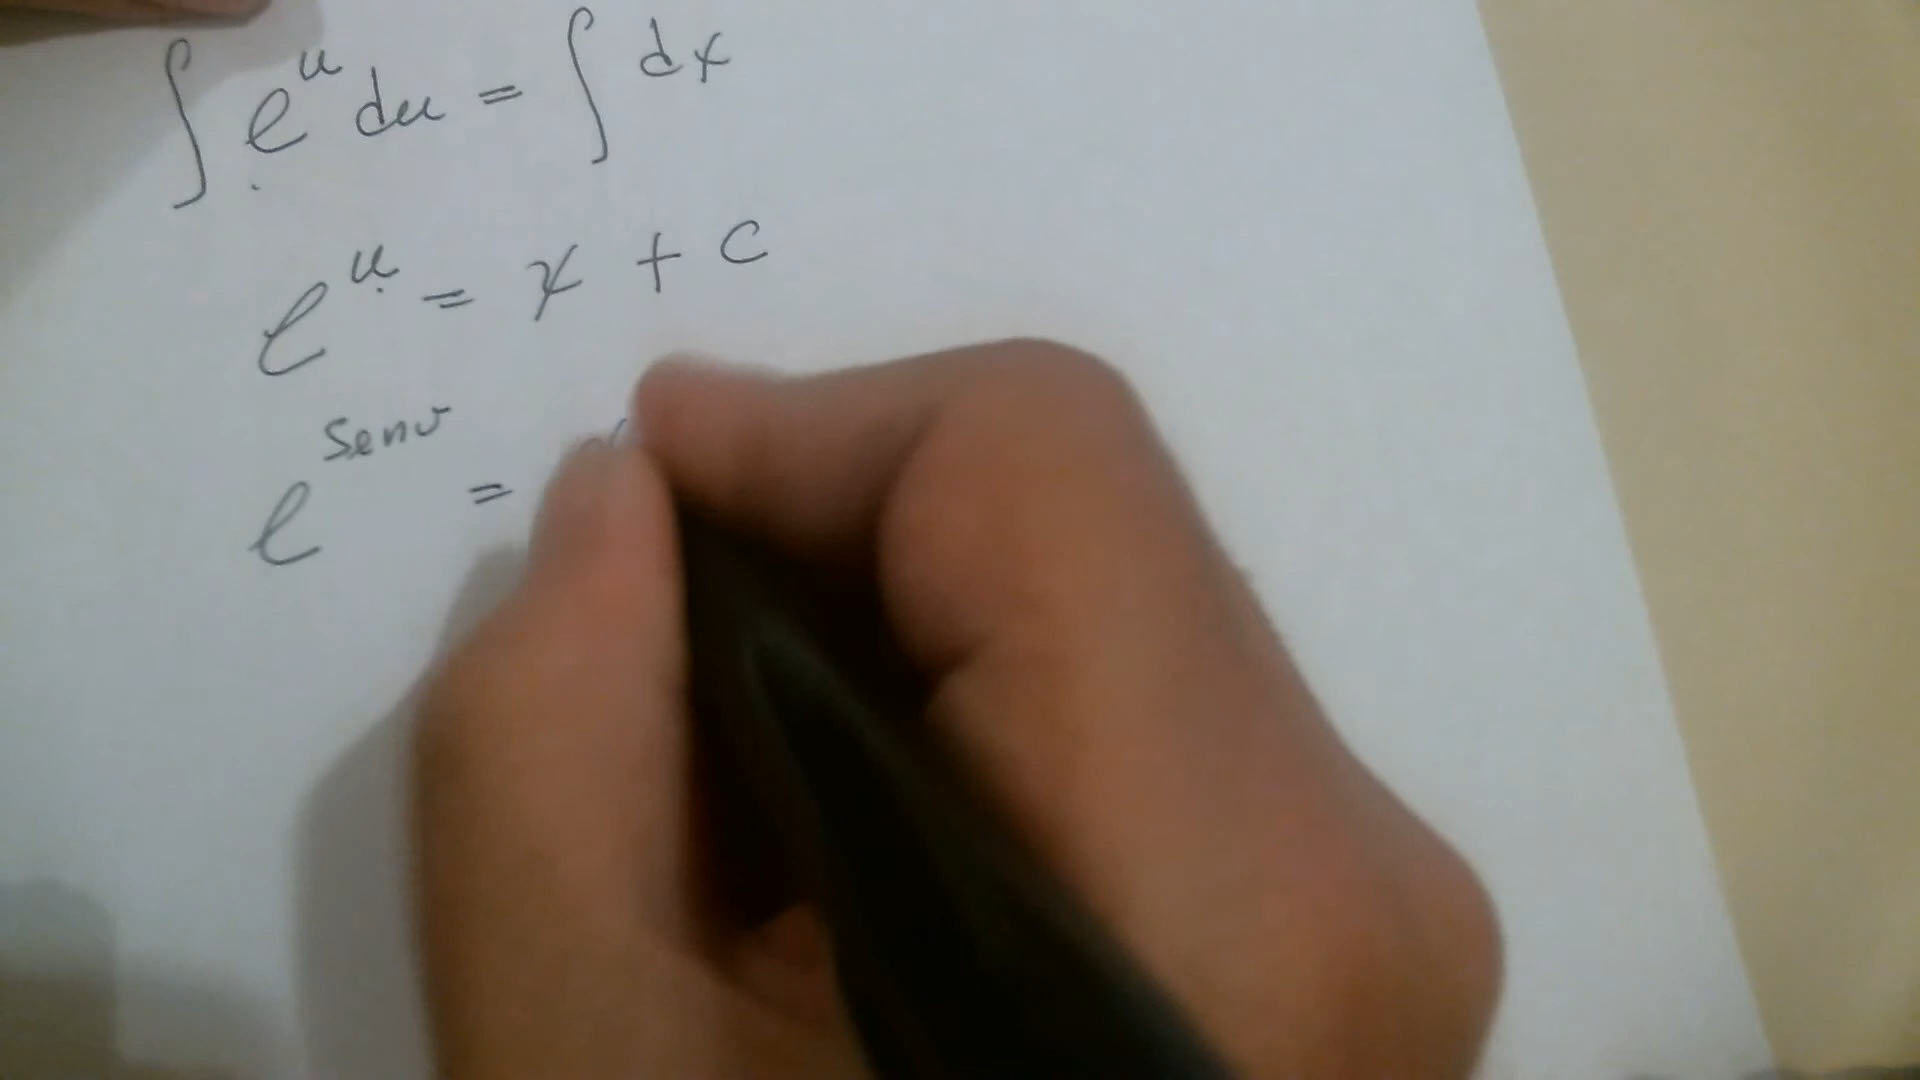 ∫ e^u du = ∫ dx
e^u = x + c
e^senv =